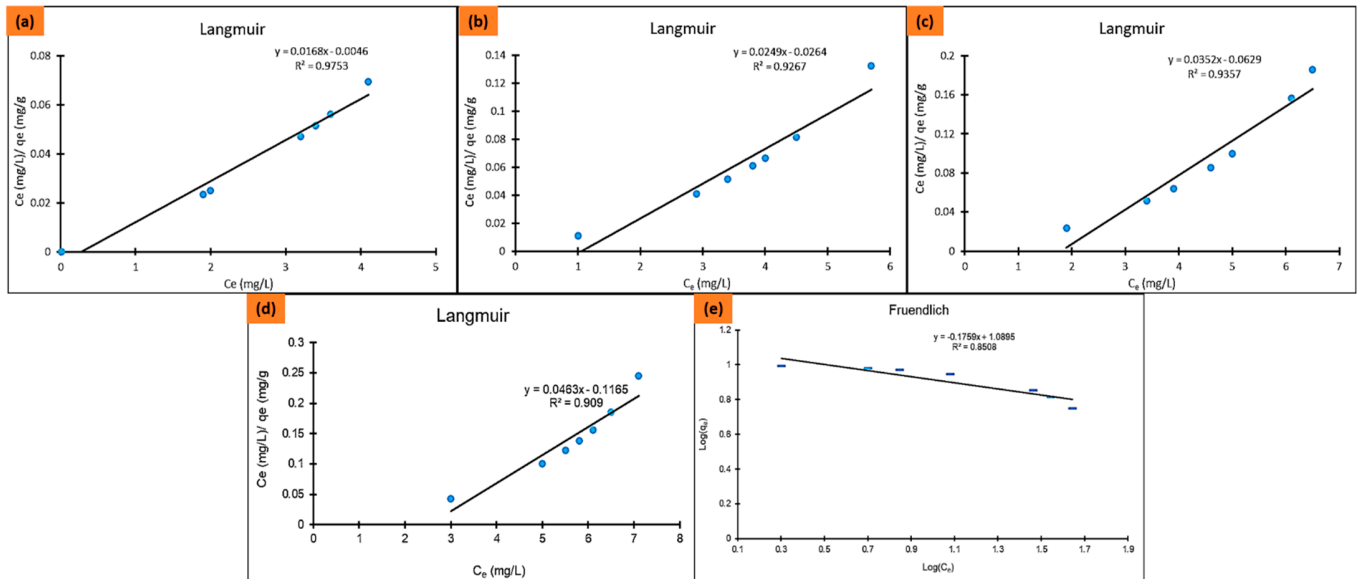 (a)
Langmuir
y = 0.0168x - 0.0046
R² = 0.9753
Ce (mg/L)/ qe (mg/g
0.08
0.06
0.04
0.02
0
0 1 2 3 4 5
Ce (mg/L)
(b)
Langmuir
y = 0.0249x - 0.0264
R² = 0.9267
Ce (mg/L)/ qe (mg/g
0.14
0.12
0.1
0.08
0.06
0.04
0.02
0
0 1 2 3 4 5 6
Ce (mg/L)
(c)
Langmuir
y = 0.0352x - 0.0629
R² = 0.9357
Ce (mg/L)/ qe (mg/g
0.2
0.16
0.12
0.08
0.04
0
0 1 2 3 4 5 6 7
Ce (mg/L)
(d)
Langmuir
y = 0.0463x - 0.1165
R² = 0.909
Ce (mg/L)/ qe (mg/g
0.3
0.25
0.2
0.15
0.1
0.05
0
0 1 2 3 4 5 6 7 8
Ce (mg/L)
(e)
Fruendlich
y = -0.1759x + 1.0895
R² = 0.8508
Log(qe)
1.2
1
0.8
0.6
0.4
0.2
0
0.1 0.3 0.5 0.7 0.9 1.1 1.3 1.5 1.7 1.9
Log(Ce)